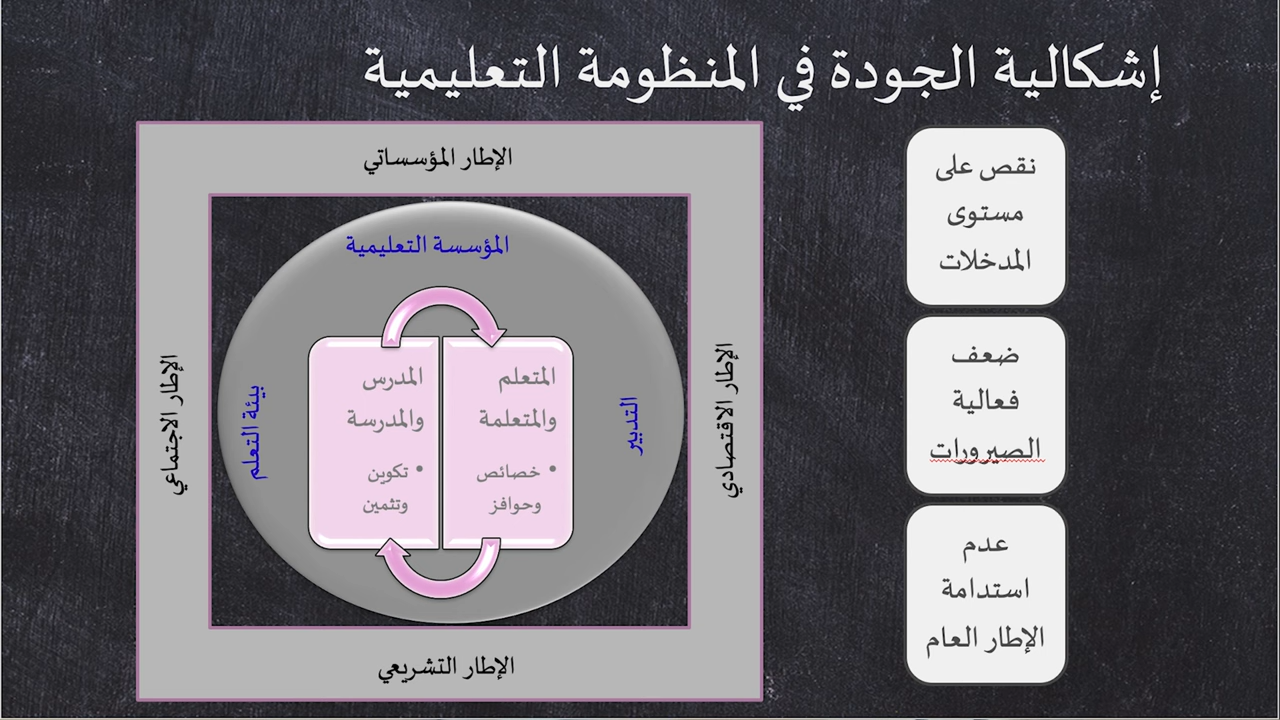 إشكالية الجودة في المنظومة التعليمية
نقص على
مستوى
المدخلات
ضعف
فعالية
الصيرورات
عدم
استدامة
الإطار العام
الإطار المؤسساتي
الإطار الاقتصادي
الإطار الاجتماعي
الإطار التشريعي
المؤسسة التعليمية
التدبير
بيئة التعلم
المتعلم
والمتعلمة
• خصائص
وحوافز
المدرس
والمدرسة
• تكوين
وتثمين